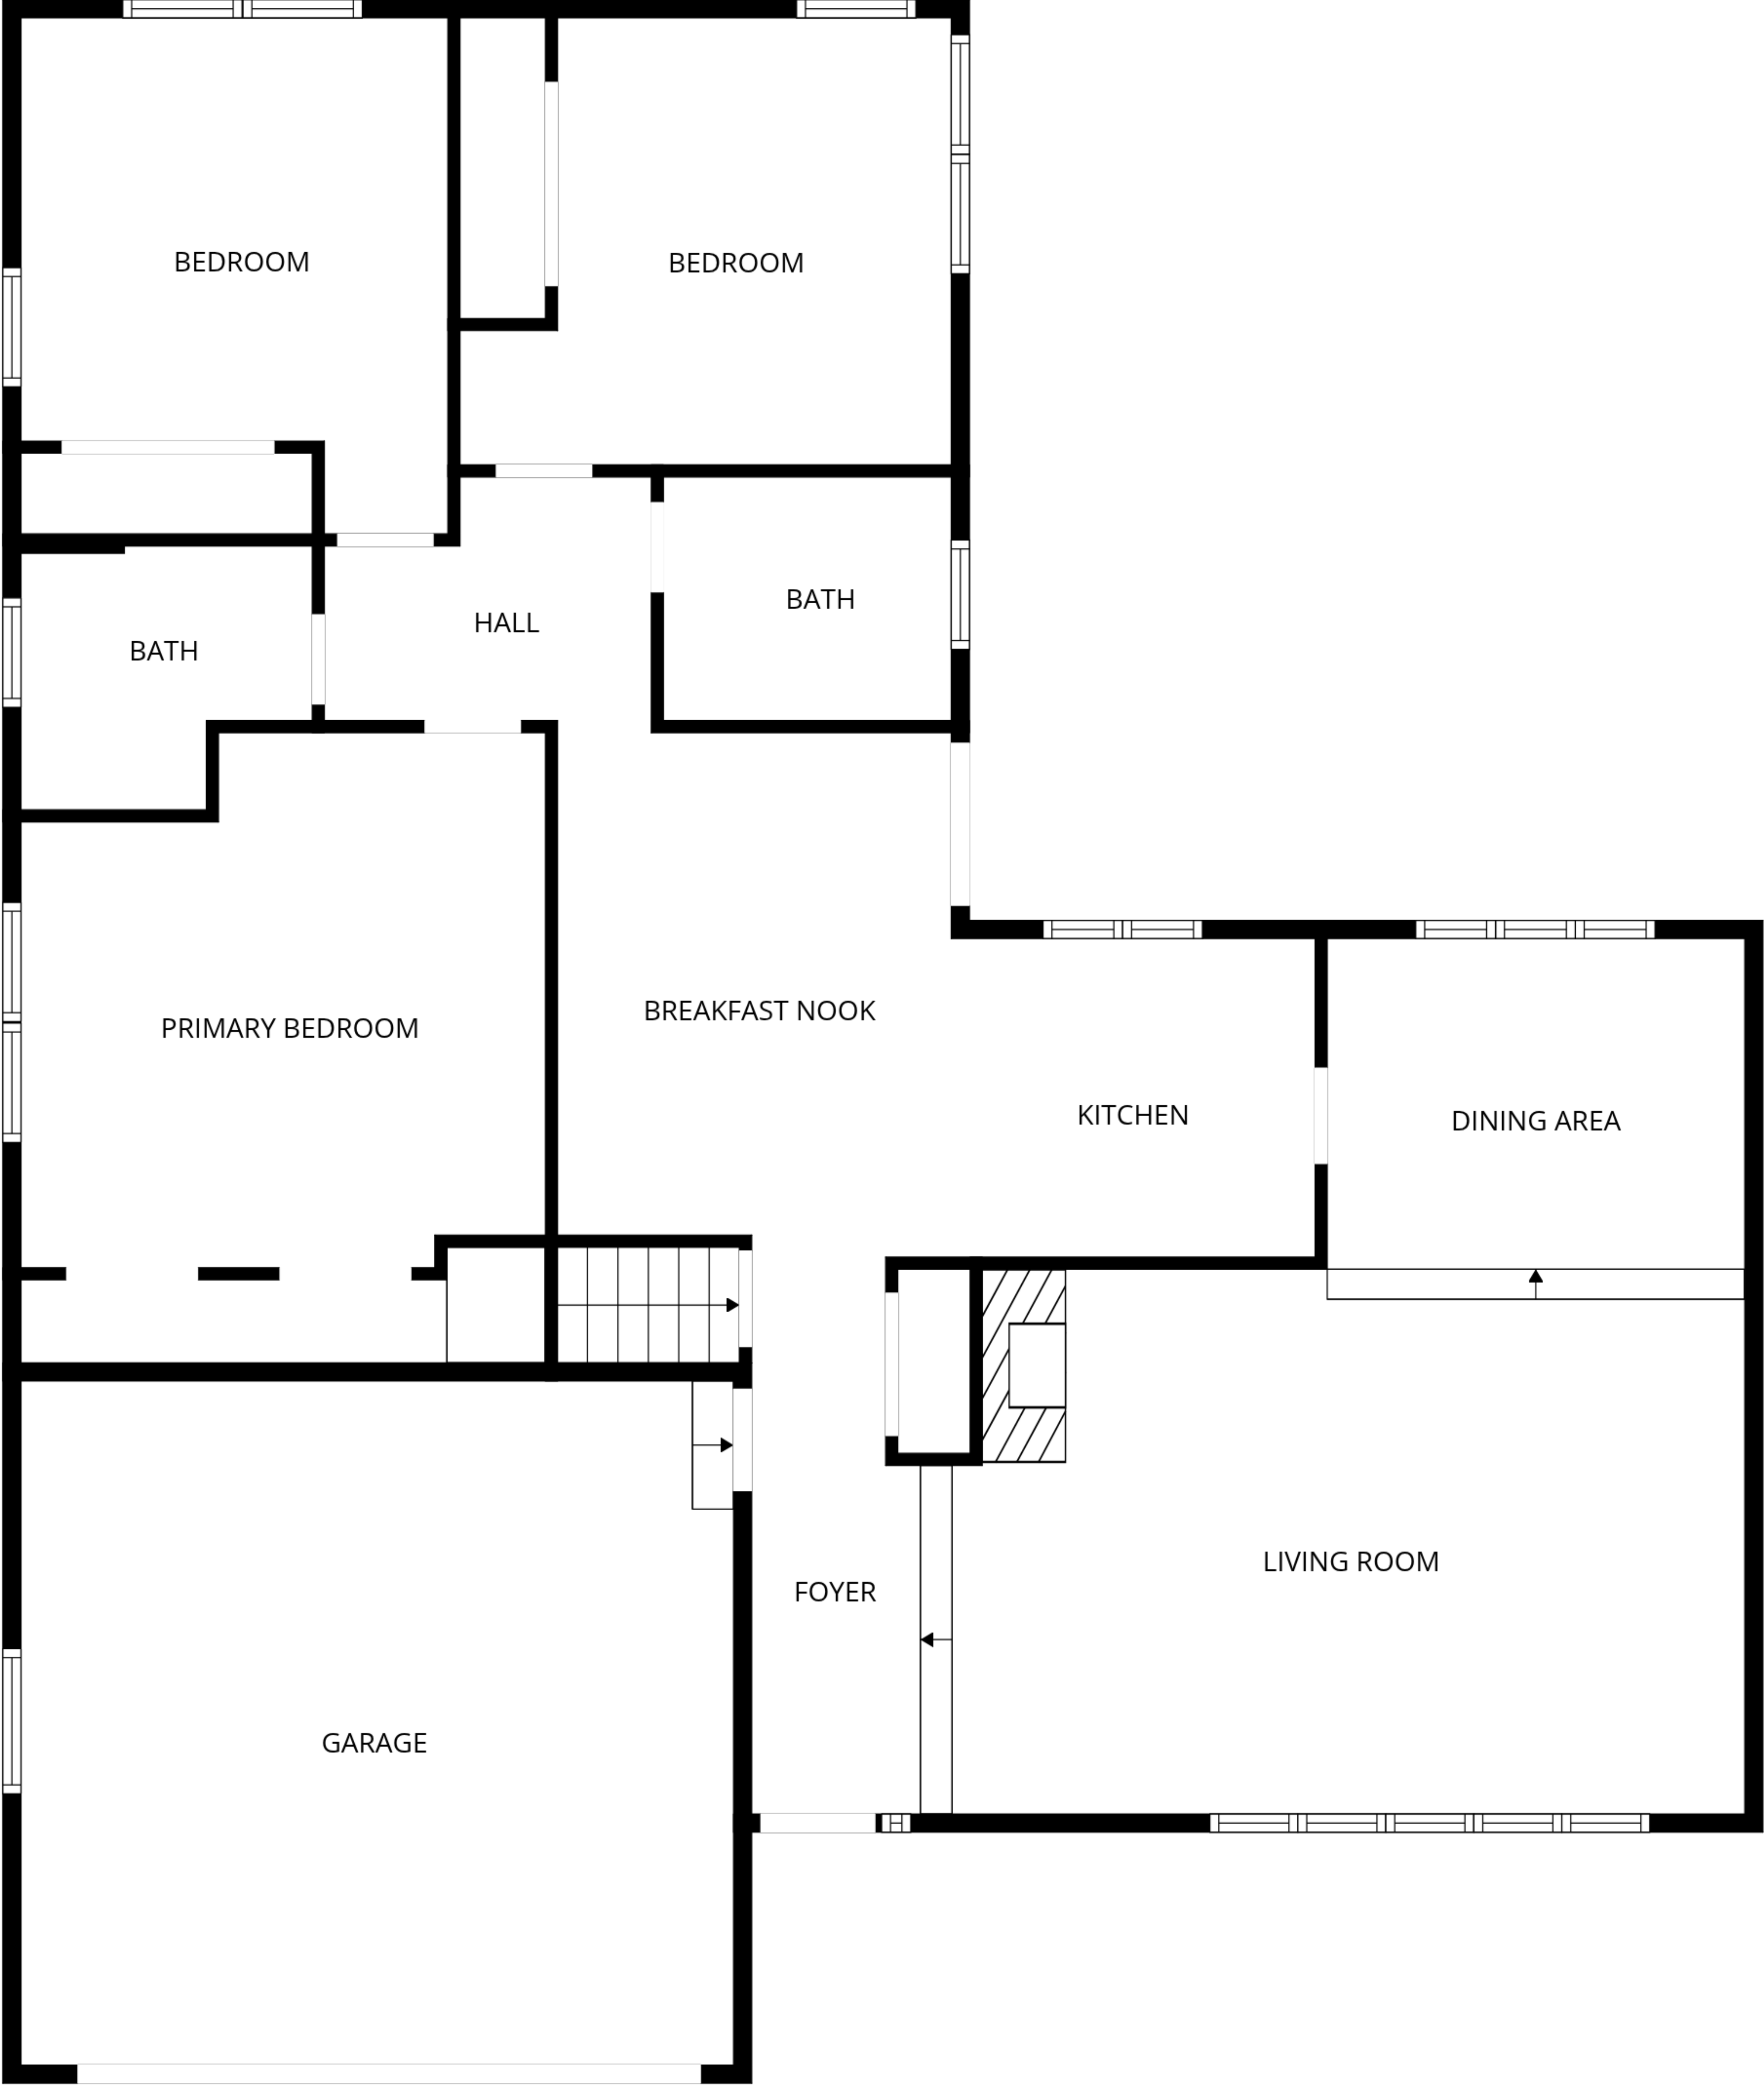 BEDROOM
BEDROOM
BATH
HALL
BATH
PRIMARY BEDROOM
BREAKFAST NOOK
KITCHEN
DINING AREA
LIVING ROOM
FOYER
GARAGE